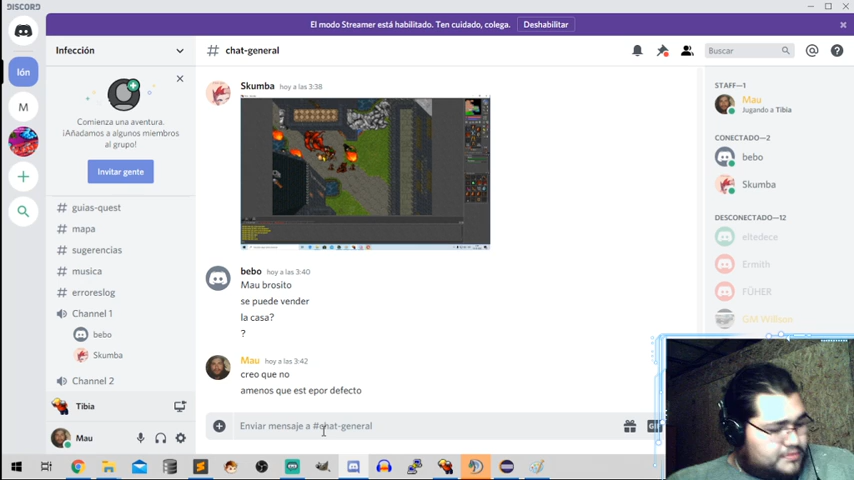 DISCORD
El modo Streamer está habilitado. Ten cuidado, colega.
Deshabilitar
Infección
chat-general
Buscar
Ión
M
Comienza una aventura.
¡Añadamos a algunos miembros
al grupo!
Invitar gente
guias-quest
mapa
sugerencias
musica
erroreslog
Channel 1
bebo
Skumba
Channel 2
Tibia
Mau
Skumba hoy a las 3:38
bebo hoy a las 3:40
Mau brosito
se puede vender
la casa?
?
Mau hoy a las 3:42
creo que no
amenos que est epor defecto
Enviar mensaje a #chat-general
GIF
STAFF—1
Mau
Jugando a Tibia
CONECTADO—2
bebo
Skumba
DESCONECTADO—12
eltedece
Ermith
FÜHER
GM Willson